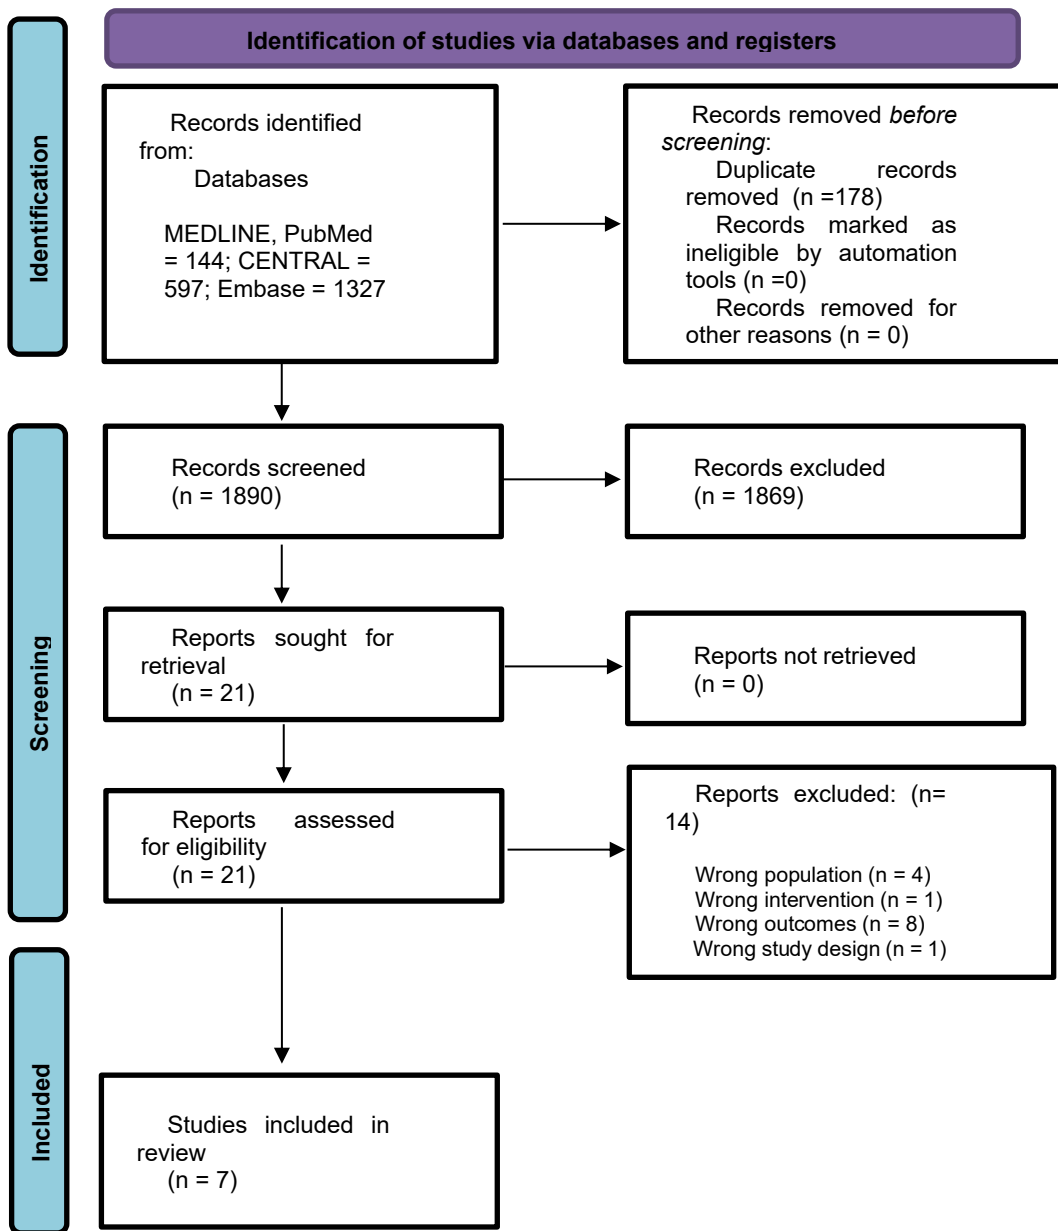 Identification of studies via databases and registers
Identification
Records identified
from:
Databases
MEDLINE, PubMed
= 144; CENTRAL =
597; Embase = 1327
Records removed before
screening:
Duplicate records
removed (n =178)
Records marked as
ineligible by automation
tools (n =0)
Records removed for
other reasons (n = 0)
Screening
Records screened
(n = 1890)
Records excluded
(n = 1869)
Reports sought for
retrieval
(n = 21)
Reports not retrieved
(n = 0)
Reports assessed
for eligibility
(n = 21)
Reports excluded: (n=
14)
Wrong population (n = 4)
Wrong intervention (n = 1)
Wrong outcomes (n = 8)
Wrong study design (n = 1)
Included
Studies included in
review
(n = 7)